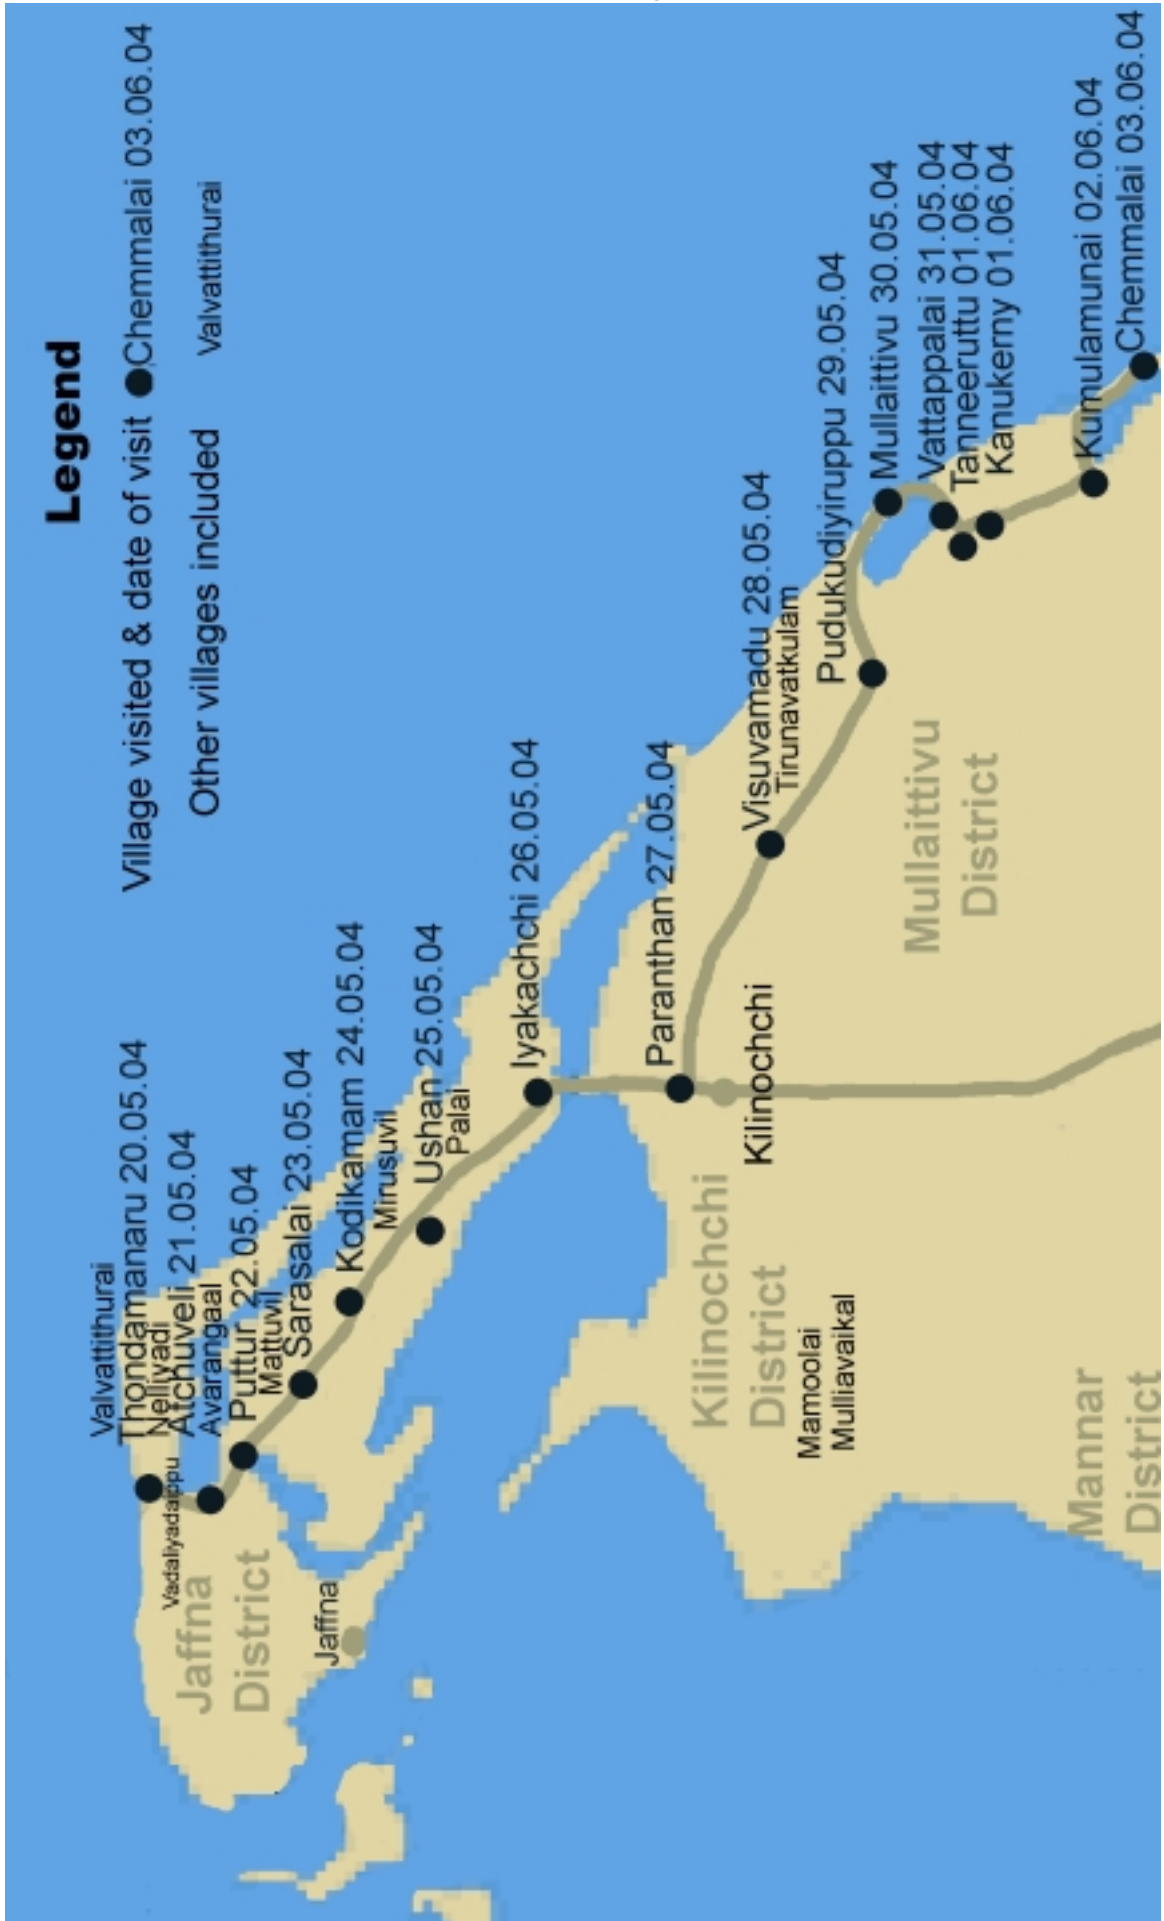 Legend
Village visited & date of visit
Chemmalai 03.06.04
Other villages included
Valvattithurai
Valvattithurai
Thondamanaru 20.05.04
Nelliyadi
Vadaliyadaippu
Atchuveli 21.05.04
Avarangaal
Puttur 22.05.04
Mattuvil
Sarasalai 23.05.04
Kodikamam 24.05.04
Mirusuvil
Ushan 25.05.04
Palai
Iyakachchi 26.05.04
Paranthan 27.05.04
Kilinochchi
Visuvamadu 28.05.04
Tirunavatkulam
Pudukudiyiruppu 29.05.04
Mullaittivu 30.05.04
Vattappalai 31.05.04
Tanneeruttu 01.06.04
Kanukerny 01.06.04
Kumulamunai 02.06.04
Chemmalai 03.06.04
Jaffna
District
Jaffna
Kilinochchi
District
Mamoolai
Mulliavaikal
Mullaittivu
District
Mannar
District